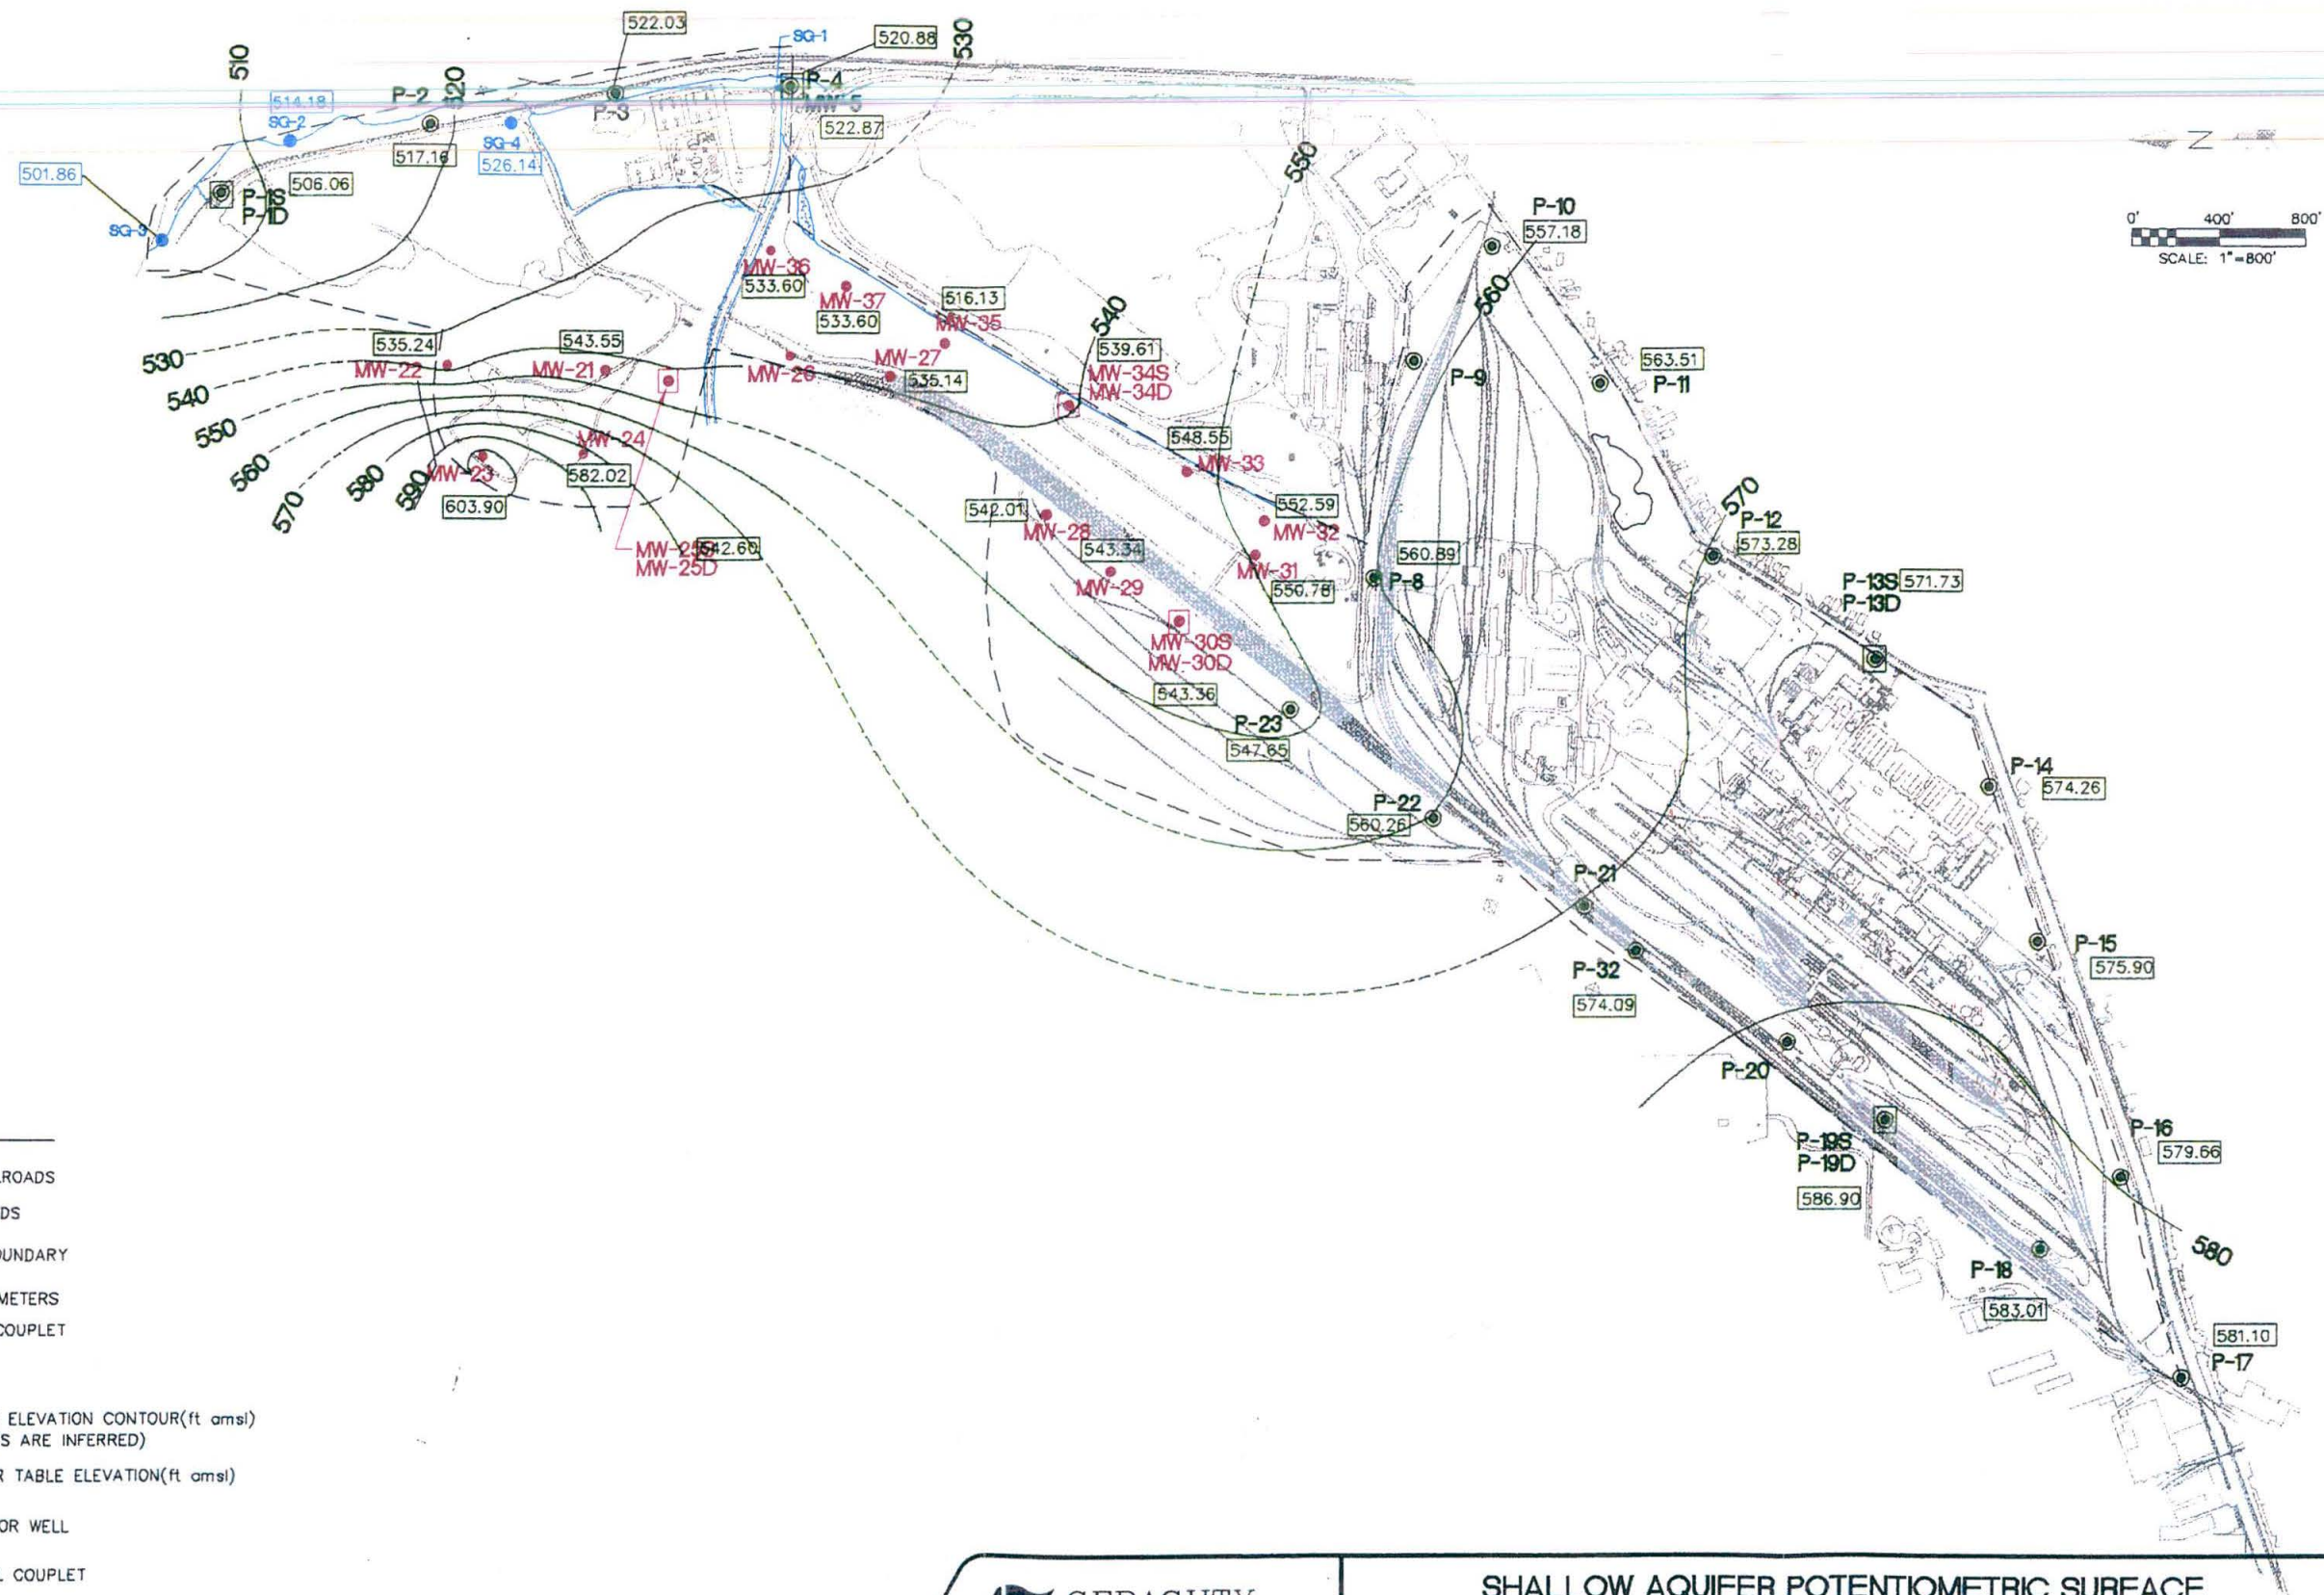 522.03
SG-1
520.88
530
510
P-4
MW-5
522.87
514.18
SG-2
P-2
520
P-3
517.16
SG-4
526.14
501.86
506.06
P-1S
P-1D
SG-3
550
N
P-10
557.18
0' 400' 800'
SCALE: 1"=800'
MW-36
533.60
MW-37
533.60
516.13
MW-35
540
539.61
MW-34S
MW-34D
560
P-9
563.51
P-11
530
535.24
MW-22
543.55
MW-21
MW-26
MW-27
535.14
540
550
560
570
580
590
MW-24
582.02
MW-23
603.90
548.55
MW-33
542.01
MW-28
552.59
MW-32
542.60
MW-25D
543.34
MW-29
MW-31
550.78
560.89
P-8
570
P-12
573.28
P-13S 571.73
P-13D
MW-30S
MW-30D
543.36
P-23
547.65
P-22
560.26
P-14
574.26
P-21
P-15
575.90
P-32
574.09
P-20
P-19S
P-19D
586.90
P-16
579.66
580
P-18
583.01
581.10
P-17
ROADS
DS
OUNDARY
METERS
COUPLET
ELEVATION CONTOUR(ft amsl)
S ARE INFERRED)
R TABLE ELEVATION(ft amsl)
OR WELL
L COUPLET
GERAGHTY
SHALLOW AQUIFER POTENTIOMETRIC SURFACE